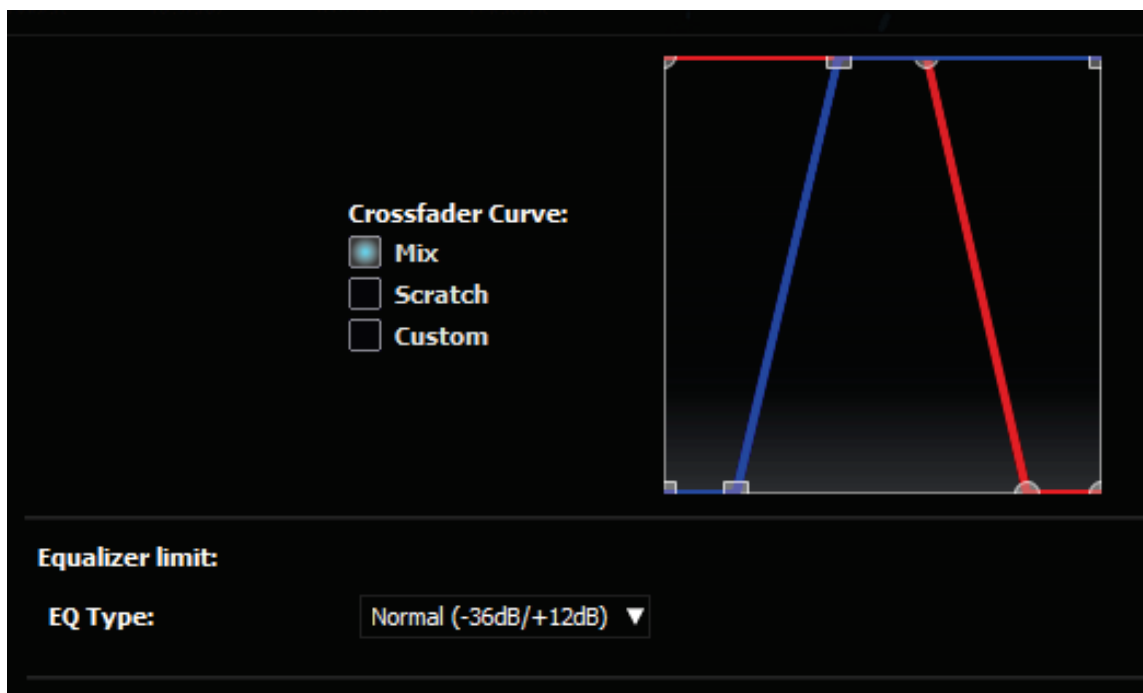 Crossfader Curve:
Mix
Scratch
Custom
Equalizer limit:
EQ Type: Normal (-36dB/+12dB)